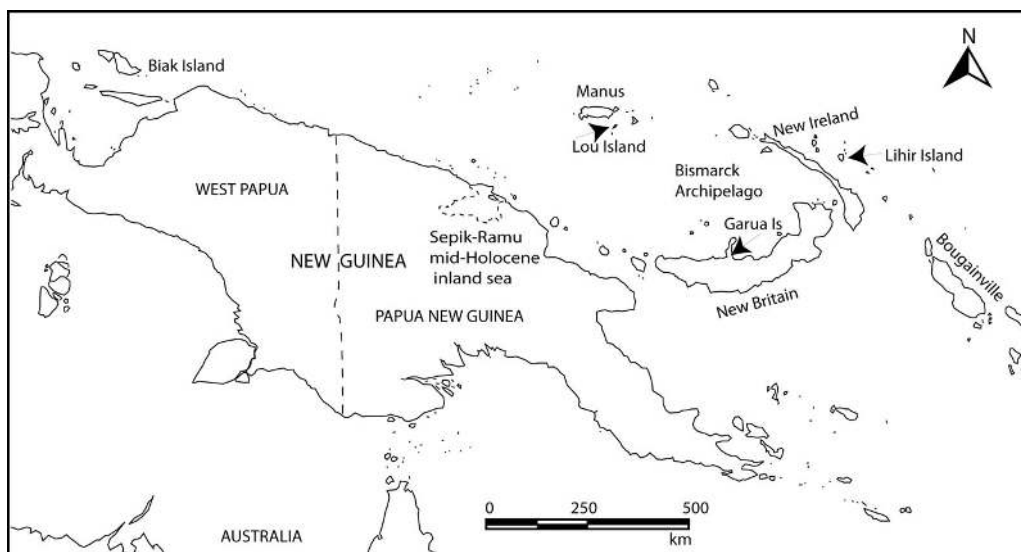 N
Biak Island
Manus
New Ireland
Lou Island
Lihir Island
Bismarck
Archipelago
WEST PAPUA
Garua Is
Sepik-Ramu
mid-Holocene
inland sea
NEW GUINEA
Bougainville
New Britain
PAPUA NEW GUINEA
0 250 500
km
AUSTRALIA